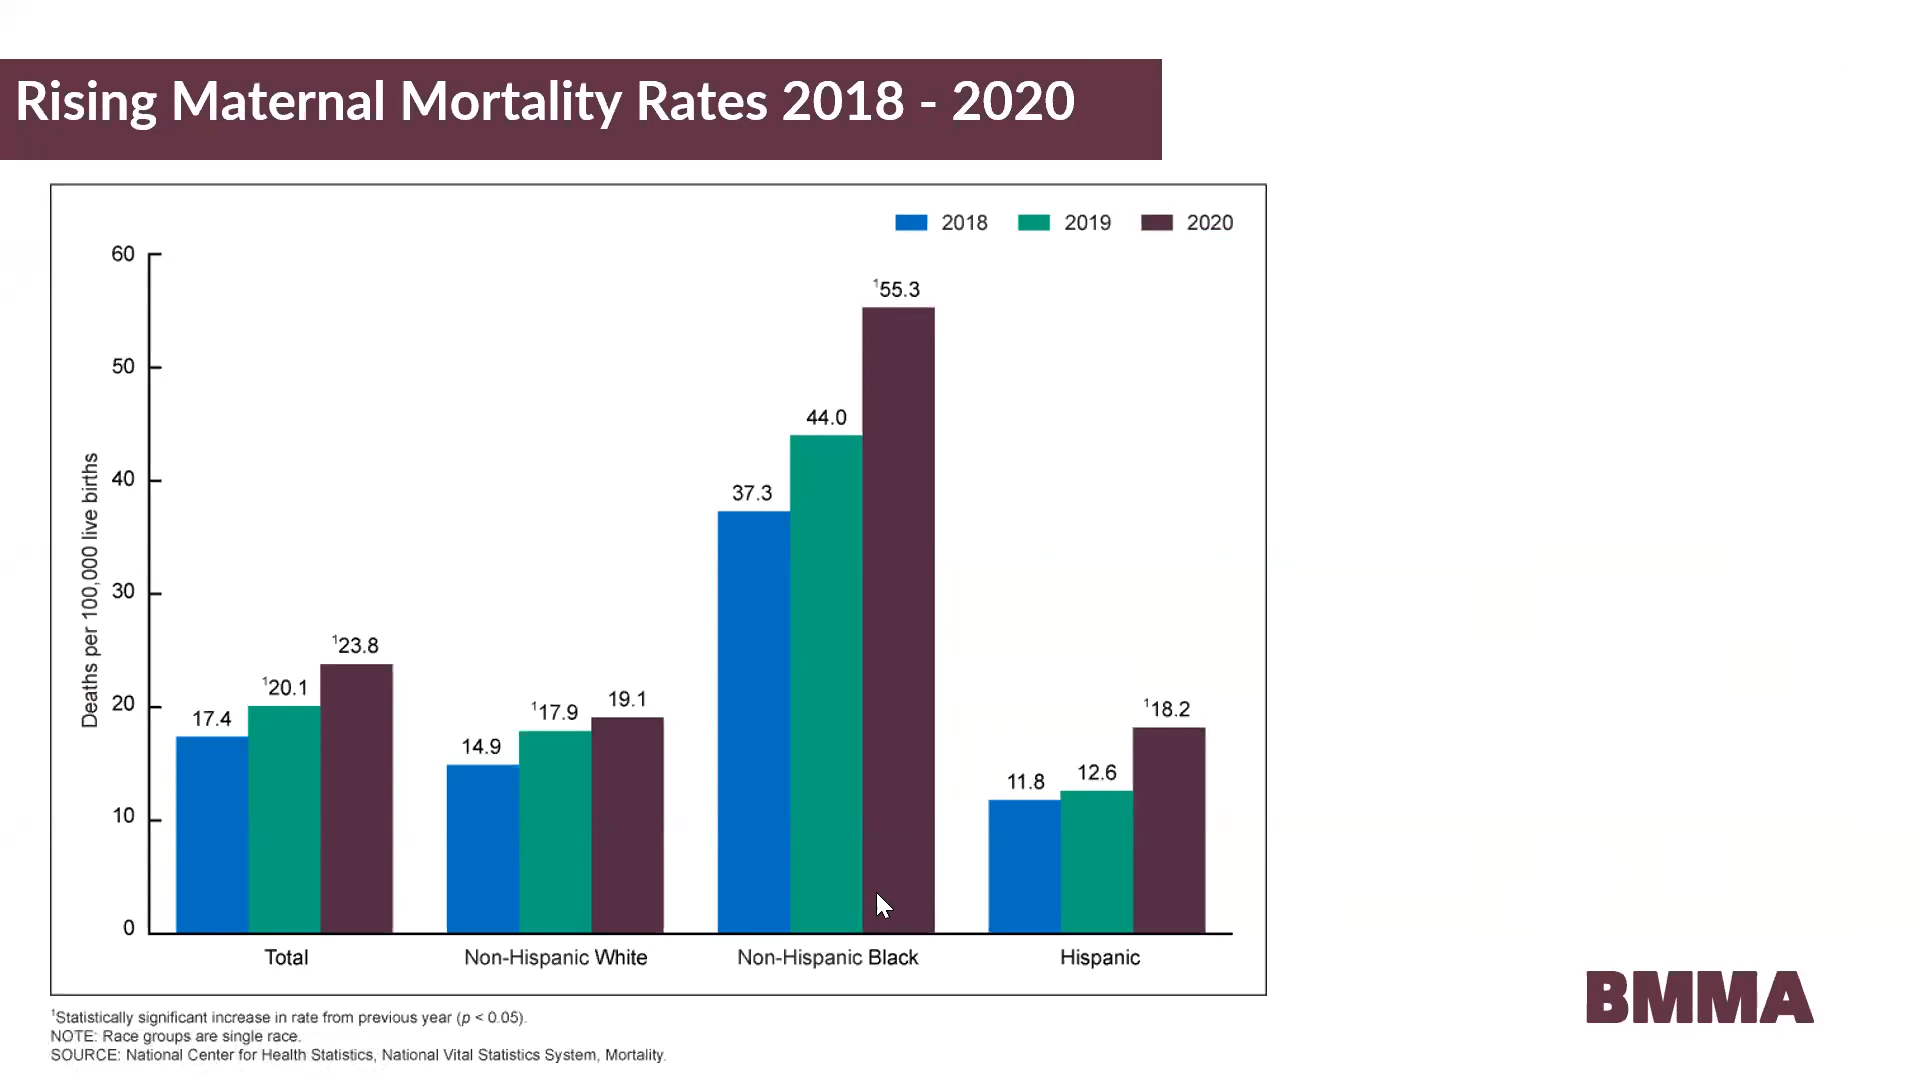 Rising Maternal Mortality Rates 2018 - 2020
2018 2019 2020
60
50
40
30
20
10
0
Deaths per 100,000 live births
17.4
¹20.1
¹23.8
14.9
¹17.9
19.1
37.3
44.0
¹55.3
11.8
12.6
¹18.2
Total
Non-Hispanic White
Non-Hispanic Black
Hispanic
¹Statistically significant increase in rate from previous year (p < 0.05).
NOTE: Race groups are single race.
SOURCE: National Center for Health Statistics, National Vital Statistics System, Mortality.
BMMA